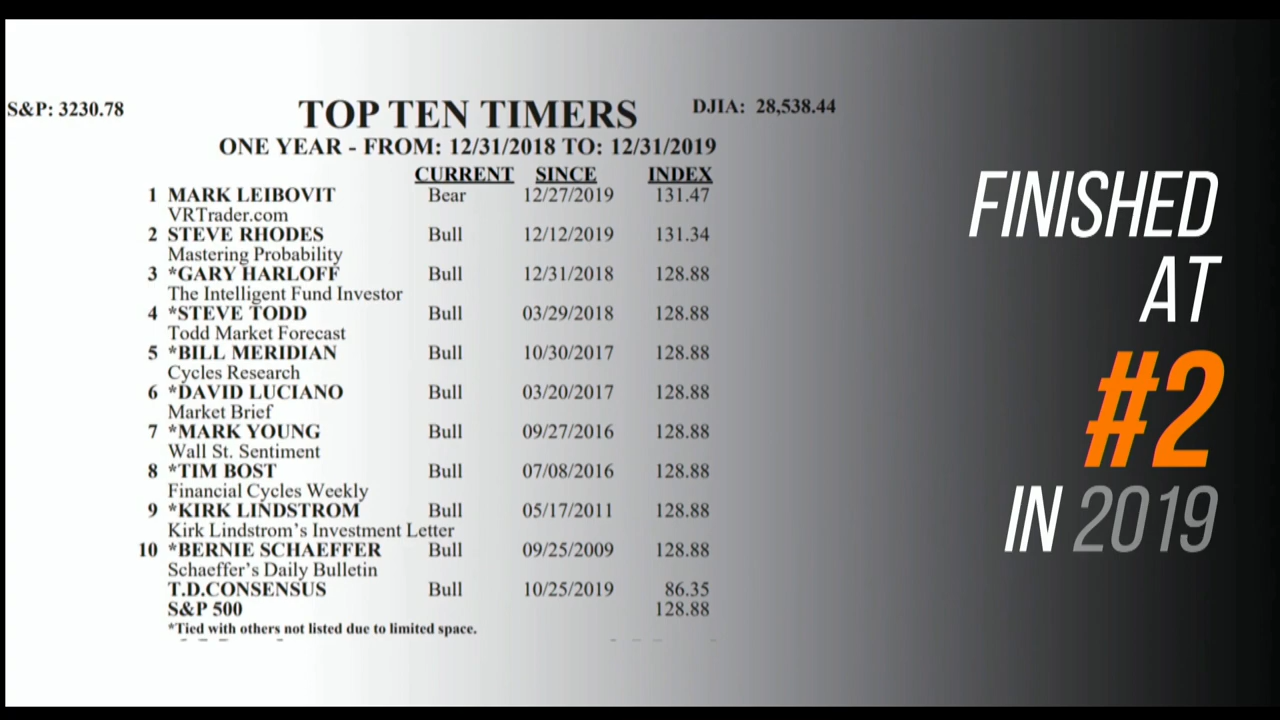 S&P: 3230.78
TOP TEN TIMERS
DJIA: 28,538.44
ONE YEAR - FROM: 12/31/2018 TO: 12/31/2019
CURRENT SINCE INDEX
1 MARK LEIBOVIT Bear 12/27/2019 131.47
VRTrader.com
2 STEVE RHODES Bull 12/12/2019 131.34
Mastering Probability
3 *GARY HARLOFF Bull 12/31/2018 128.88
The Intelligent Fund Investor
4 *STEVE TODD Bull 03/29/2018 128.88
Todd Market Forecast
5 *BILL MERIDIAN Bull 10/30/2017 128.88
Cycles Research
6 *DAVID LUCIANO Bull 03/20/2017 128.88
Market Brief
7 *MARK YOUNG Bull 09/27/2016 128.88
Wall St. Sentiment
8 *TIM BOST Bull 07/08/2016 128.88
Financial Cycles Weekly
9 *KIRK LINDSTROM Bull 05/17/2011 128.88
Kirk Lindstrom's Investment Letter
10 *BERNIE SCHAEFFER Bull 09/25/2009 128.88
Schaeffer's Daily Bulletin
T.D.CONSENSUS Bull 10/25/2019 86.35
S&P 500 128.88
*Tied with others not listed due to limited space.
FINISHED
AT
#2
IN 2019